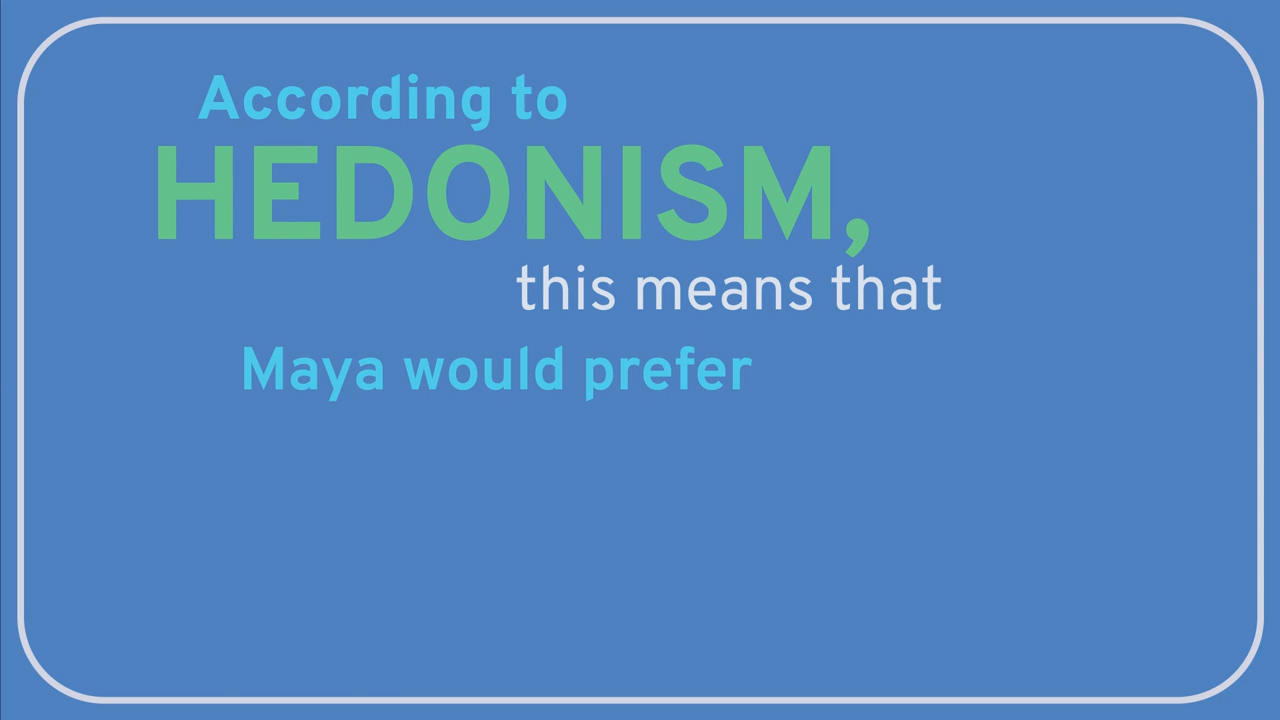 According to
HEDONISM,
this means that
Maya would prefer